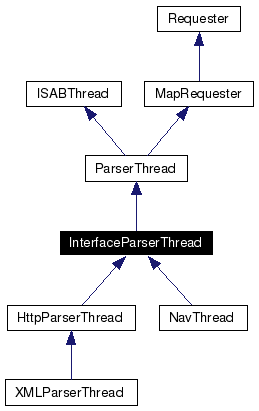 Requester
ISABThread
MapRequester
ParserThread
InterfaceParserThread
HttpParserThread
NavThread
XMLParserThread